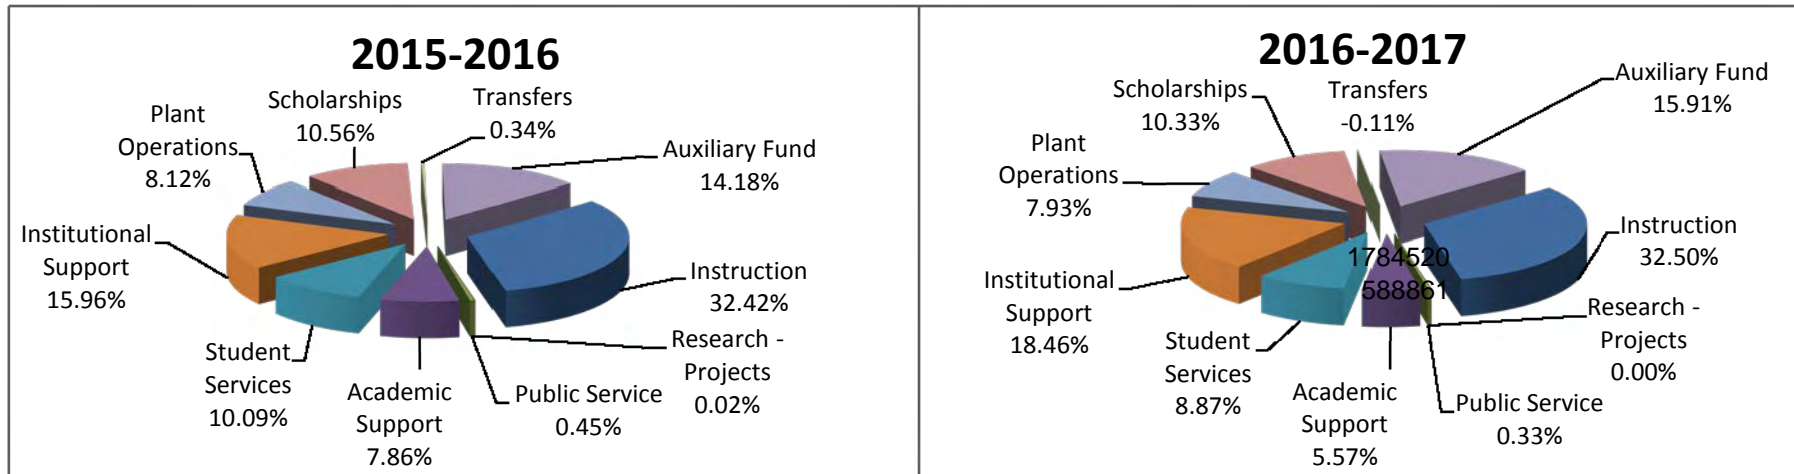 2015-2016
Transfers
0.34%
Scholarships
10.56%
Plant
Operations
8.12%
Auxiliary Fund
14.18%
Institutional
Support
15.96%
Instruction
32.42%
Research -
Projects
0.02%
Student
Services
10.09%
Academic
Support
7.86%
Public Service
0.45%
2016-2017
Transfers
-0.11%
Scholarships
10.33%
Auxiliary Fund
15.91%
Plant
Operations
7.93%
Instruction
32.50%
1784520
588861
Institutional
Support
18.46%
Research -
Projects
0.00%
Student
Services
8.87%
Academic
Support
5.57%
Public Service
0.33%